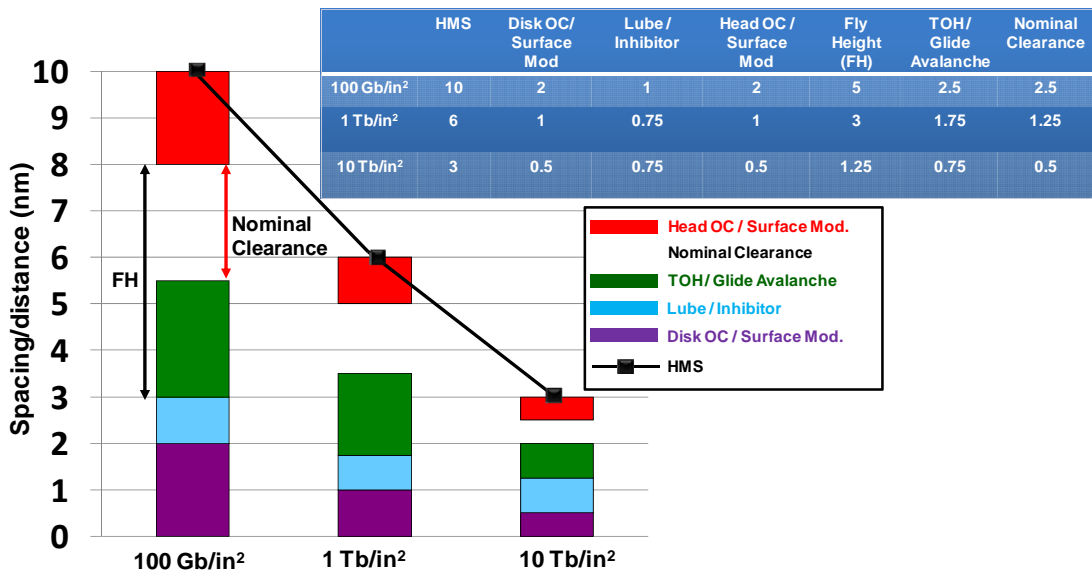 HMS Disk OC/ Surface Mod Lube / Inhibitor Head OC / Surface Mod Fly Height (FH) TOH / Glide Avalanche Nominal Clearance
100 Gb/in² 10 2 1 2 5 2.5 2.5
1 Tb/in² 6 1 0.75 1 3 1.75 1.25
10 Tb/in² 3 0.5 0.75 0.5 1.25 0.75 0.5
Spacing/distance (nm)
10
9
8
7
6
5
4
3
2
1
0
FH
Nominal
Clearance
Head OC / Surface Mod.
Nominal Clearance
TOH / Glide Avalanche
Lube / Inhibitor
Disk OC / Surface Mod.
HMS
100 Gb/in² 1 Tb/in² 10 Tb/in²